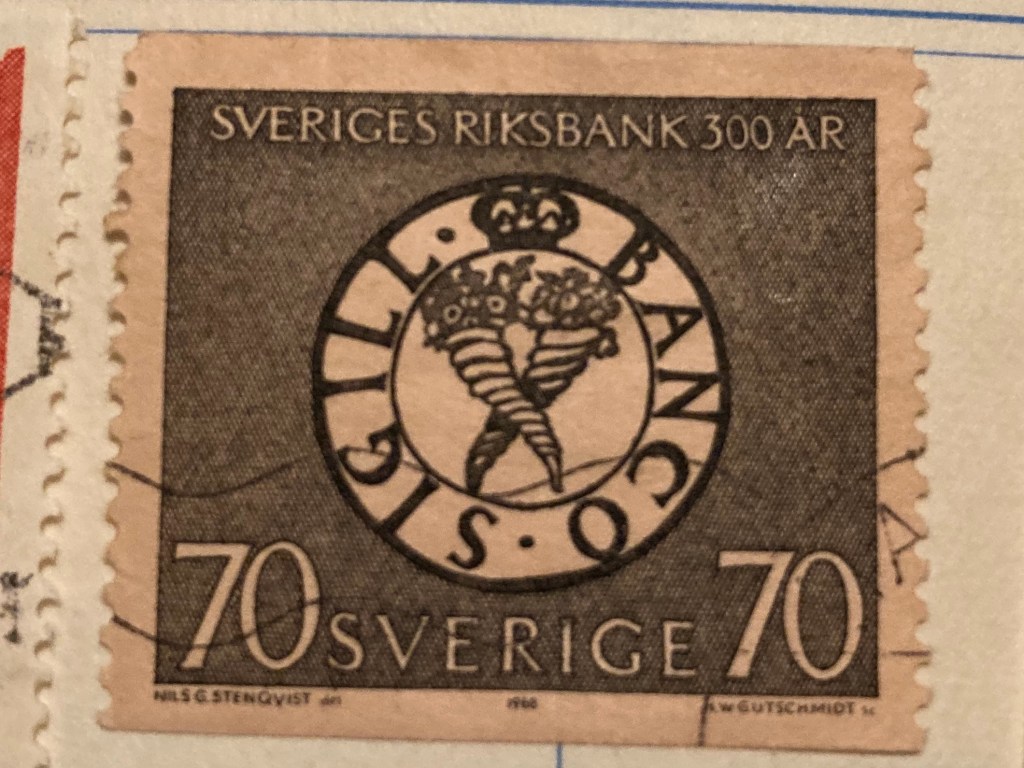 SVERIGES RIKSBANK 300 ÅR
BANCO · SIGILL ·
70 SVERIGE 70
NILS G. STENQVIST del. 1968 A.W GUTSCHMIDT sc